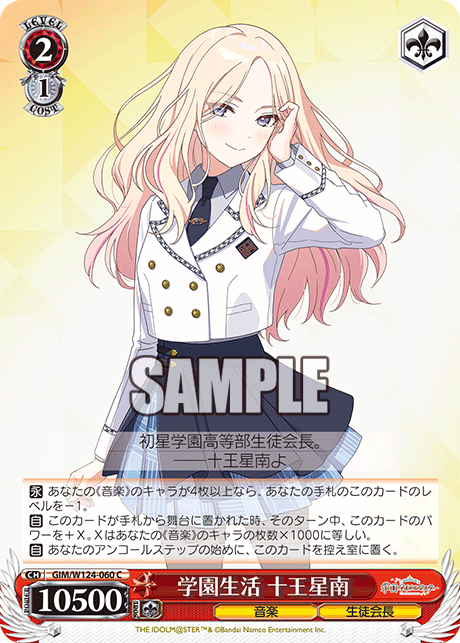 LEVEL
2
1
COST
SAMPLE
初星学園高等部生徒会長。
――十王星南よ
永 あなたの《音楽》のキャラが4枚以上なら、あなたの手札のこのカードのレ
ベルを－1。
自 このカードが手札から舞台に置かれた時、そのターン中、このカードのパ
ワーを＋X。Xはあなたの《音楽》のキャラの枚数×1000に等しい。
自 あなたのアンコールステップの始めに、このカードを控え室に置く。
CH GIM/W124-060 C
学園生活 十王星南
POWER
10500
SOUL
音楽
生徒会長
THE IDOLM@STER™& ©Bandai Namco Entertainment Inc.